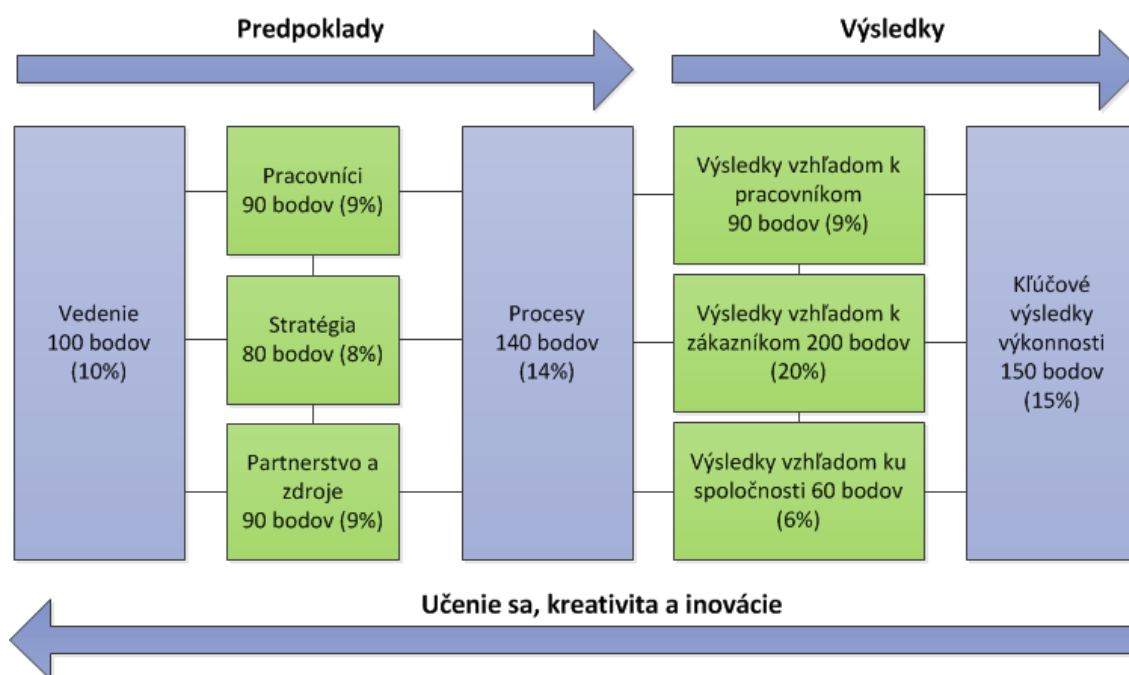 Predpoklady
Výsledky
Vedenie
100 bodov
(10%)
Pracovníci
90 bodov (9%)
Stratégia
80 bodov (8%)
Partnerstvo a
zdroje
90 bodov (9%)
Procesy
140 bodov
(14%)
Výsledky vzhľadom k
pracovníkom
90 bodov (9%)
Výsledky vzhľadom k
zákazníkom 200 bodov
(20%)
Výsledky vzhľadom ku
spoločnosti 60 bodov
(6%)
Kľúčové
výsledky
výkonnosti
150 bodov
(15%)
Učenie sa, kreativita a inovácie